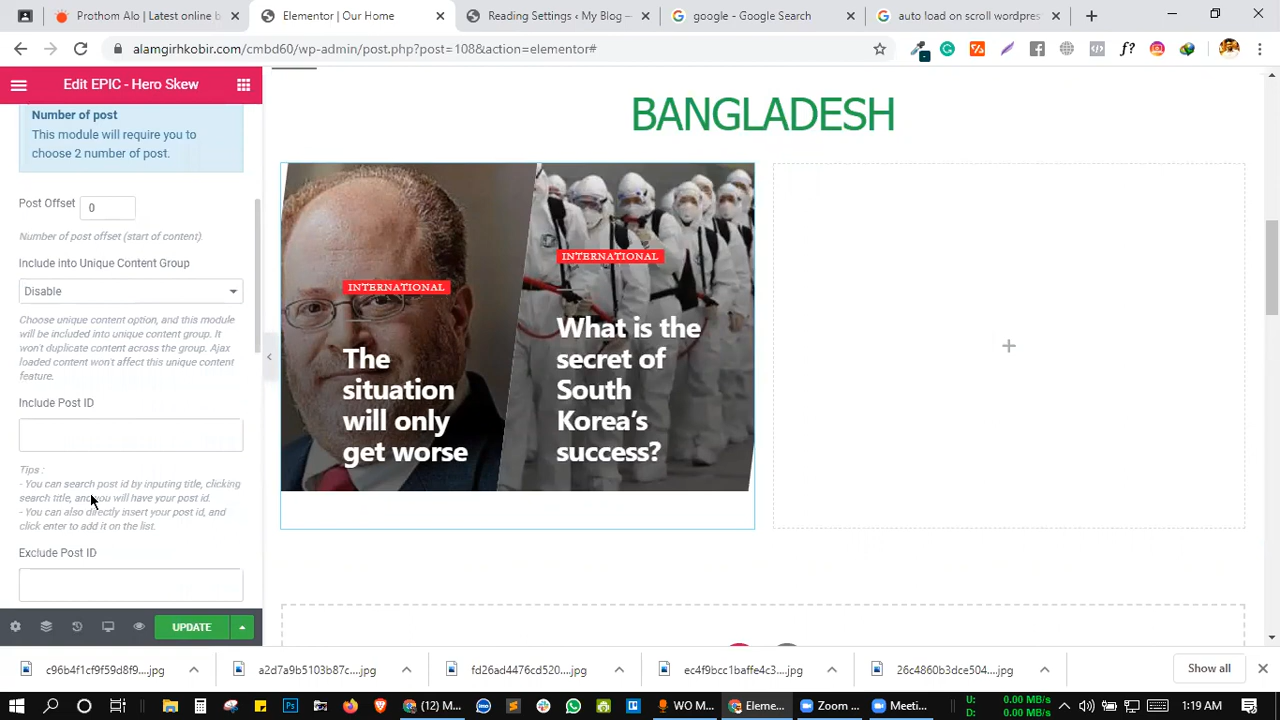 Prothom Alo | Latest online b
Elementor | Our Home
Reading Settings ‹ My Blog —
google - Google Search
auto load on scroll wordpres
alamgirhkobir.com/cmbd60/wp-admin/post.php?post=108&action=elementor#
Edit EPIC - Hero Skew
Number of post
This module will require you to
choose 2 number of post.
Post Offset 0
Number of post offset (start of content)
Include into Unique Content Group
Disable
Choose unique content option, and this module
will be included into unique content group. It
won't duplicate content across the group. Ajax
loaded content won't affect this unique content
feature.
Include Post ID
Tips :
- You can search post id by inputing title, clicking
search title, and you will have your post id.
- You can also directly insert your post id, and
click enter to add it on the list.
Exclude Post ID
UPDATE
BANGLADESH
INTERNATIONAL
The
situation
will only
get worse
INTERNATIONAL
What is the
secret of
South
Korea's
success?
c96b4f1cf9f59d8f9....jpg
a2d7a9b5103b87c....jpg
fd26ad4476cd520....jpg
ec4f9bcc1baffe4c3....jpg
26c4860b3dce504....jpg
Show all
(12) M...
WO M...
Eleme...
Zoom ...
Meeti...
U: 0.00 MB/s
D: 0.00 MB/s
1:19 AM